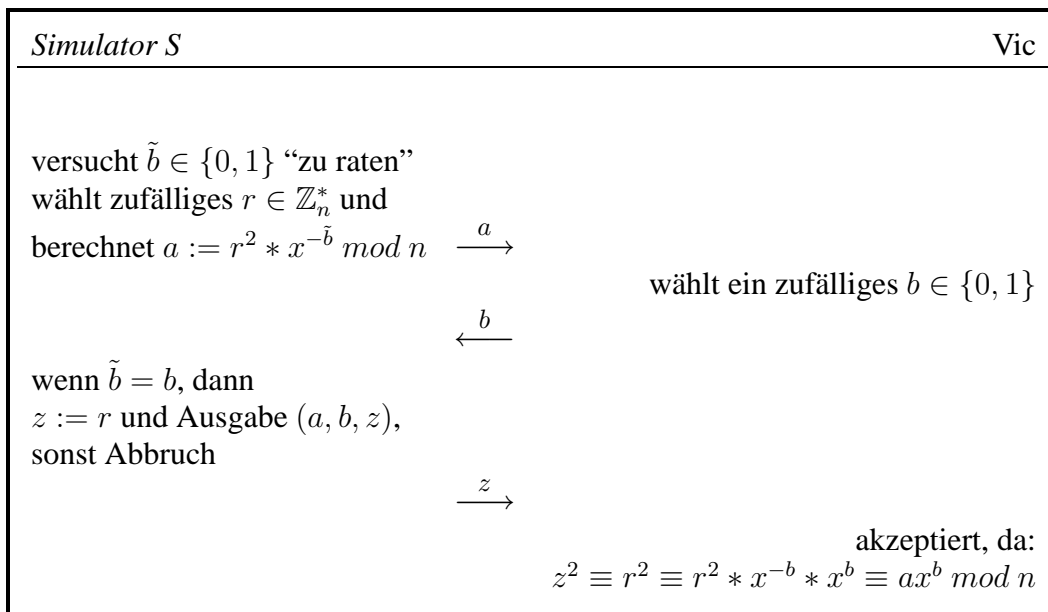 Simulator S Vic
versucht b̃ ∈ {0, 1} “zu raten”
wählt zufälliges r ∈ ℤ*ₙ und
berechnet a := r² ∗ x^{−b̃} mod n
a
⟶
wählt ein zufälliges b ∈ {0, 1}
b
⟵
wenn b̃ = b, dann
z := r und Ausgabe (a, b, z),
sonst Abbruch
z
⟶
akzeptiert, da:
z² ≡ r² ≡ r² ∗ x^{−b} ∗ x^{b} ≡ ax^{b} mod n